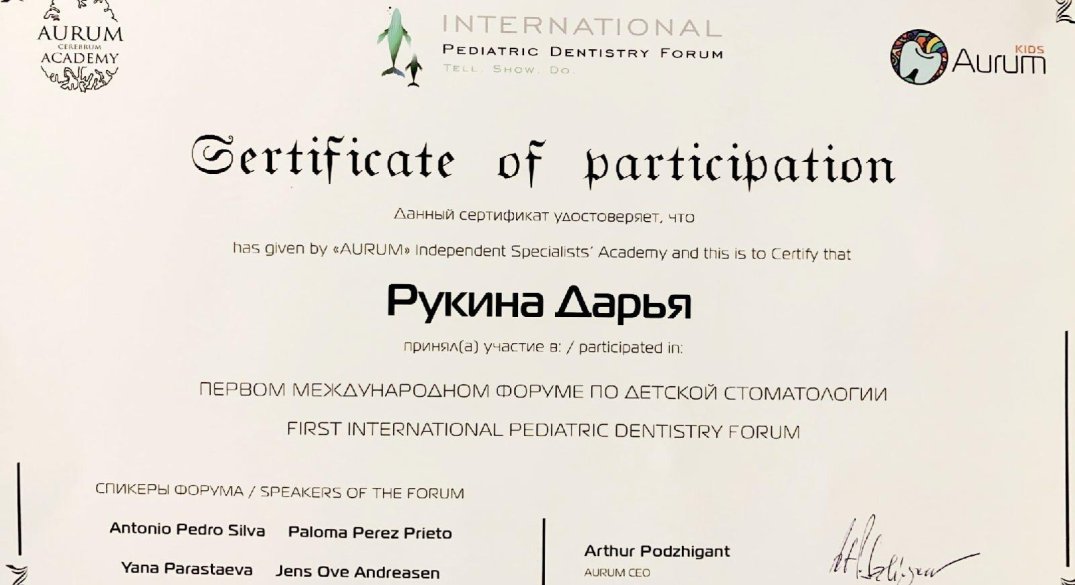 AURUM
CEREBRUM
ACADEMY
INTERNATIONAL
PEDIATRIC DENTISTRY FORUM
TELL. SHOW. DO.
Aurum KIDS
Certificate of participation
Данный сертификат удостоверяет, что
has given by «AURUM» Independent Specialists' Academy and this is to Certify that
Рукина Дарья
принял(а) участие в: / participated in:
ПЕРВОМ МЕЖДУНАРОДНОМ ФОРУМЕ ПО ДЕТСКОЙ СТОМАТОЛОГИИ
FIRST INTERNATIONAL PEDIATRIC DENTISTRY FORUM
СПИКЕРЫ ФОРУМА / SPEAKERS OF THE FORUM
Antonio Pedro Silva Paloma Perez Prieto
Yana Parastaeva Jens Ove Andreasen
Arthur Podzhigant
AURUM CEO